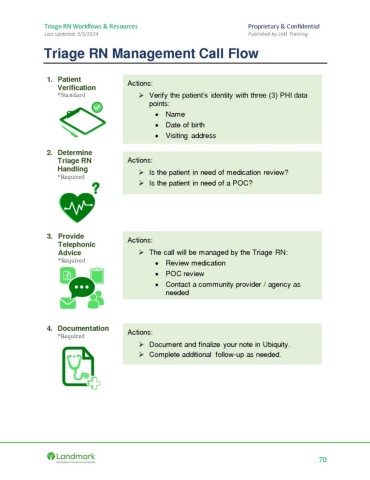 Triage RN Workflows & Resources
Proprietary & Confidential
Last Updated: 5/3/2024
Published by LM1 Training
Triage RN Management Call Flow
1. Patient
Verification
*Standard
Actions:
➢ Verify the patient's identity with three (3) PHI data
points:
• Name
• Date of birth
• Visiting address
2. Determine
Triage RN
Handling
*Required
?
Actions:
➢ Is the patient in need of medication review?
➢ Is the patient in need of a POC?
3. Provide
Telephonic
Advice
*Required
Actions:
➢ The call will be managed by the Triage RN:
• Review medication
• POC review
• Contact a community provider / agency as
needed
4. Documentation
*Required
Actions:
➢ Document and finalize your note in Ubiquity.
➢ Complete additional follow-up as needed.
Landmark
70